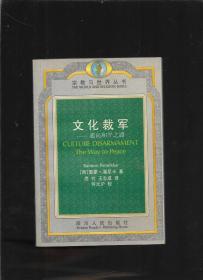 宗教与世界丛书
THE WORLD AND RELIGION SERIES
文化裁军
——通向和平之路
CULTURE DISARMAMENT
The Way to Peace
Raimon Panikkar
[西]雷蒙·潘尼卡 著
思竹 王志成 译
何光沪 校
四川人民出版社
Sichuan People's Publishing House